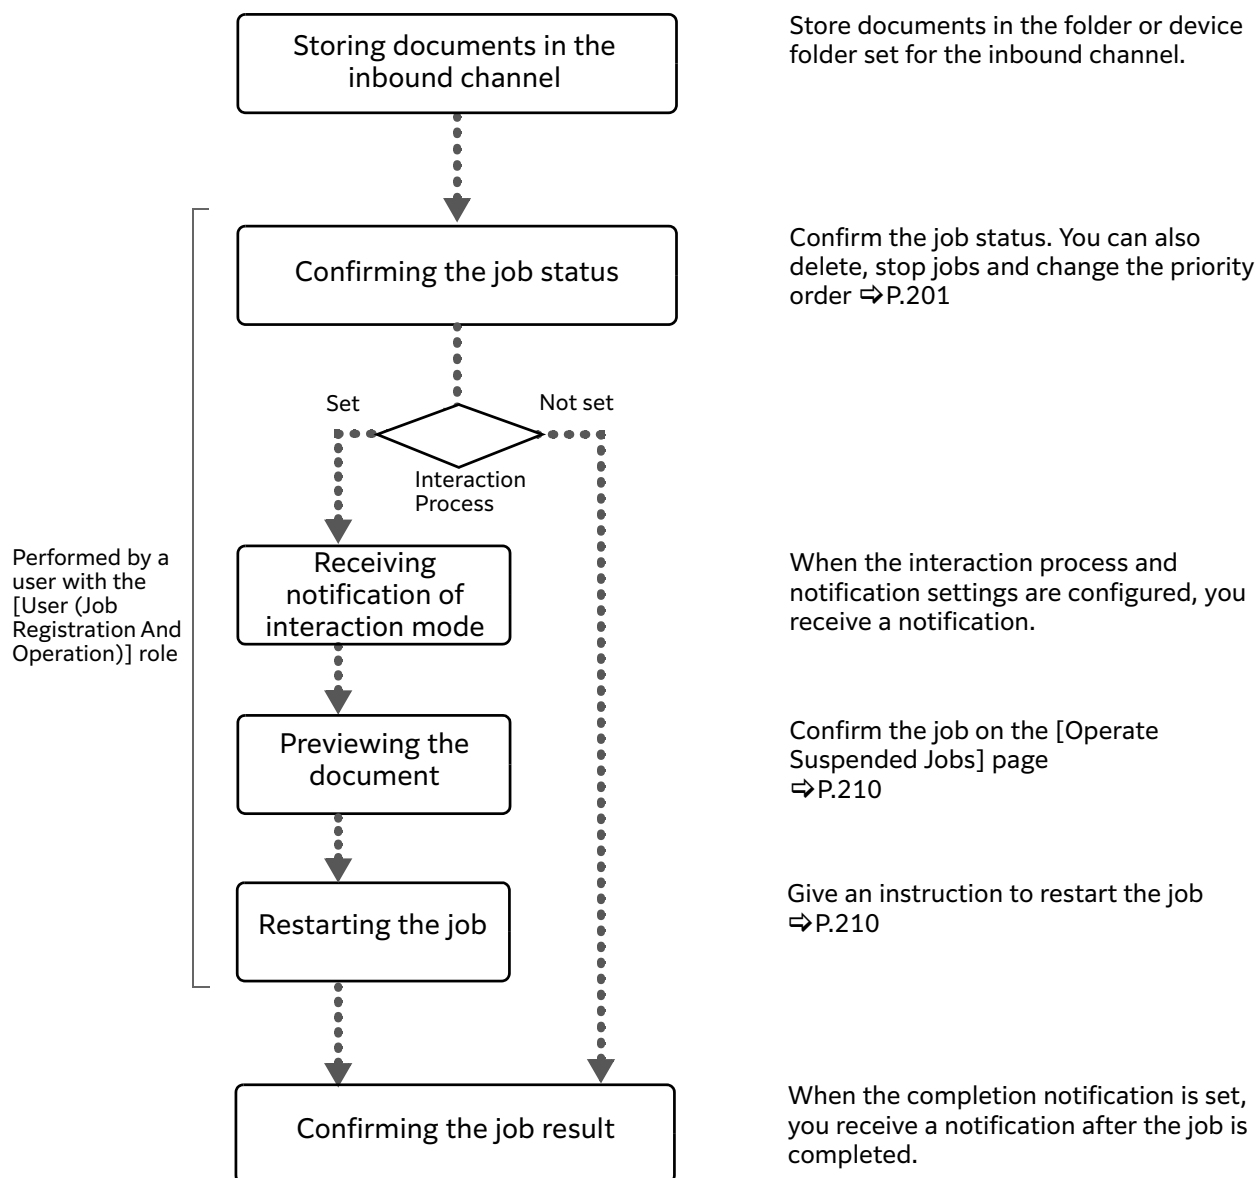 Storing documents in the
inbound channel
Store documents in the folder or device
folder set for the inbound channel.
Confirming the job status
Confirm the job status. You can also
delete, stop jobs and change the priority
order ➩P.201
Set
Not set
Interaction
Process
Performed by a
user with the
[User (Job
Registration And
Operation)] role
Receiving
notification of
interaction mode
When the interaction process and
notification settings are configured, you
receive a notification.
Previewing the
document
Confirm the job on the [Operate
Suspended Jobs] page
➩P.210
Restarting the job
Give an instruction to restart the job
➩P.210
Confirming the job result
When the completion notification is set,
you receive a notification after the job is
completed.